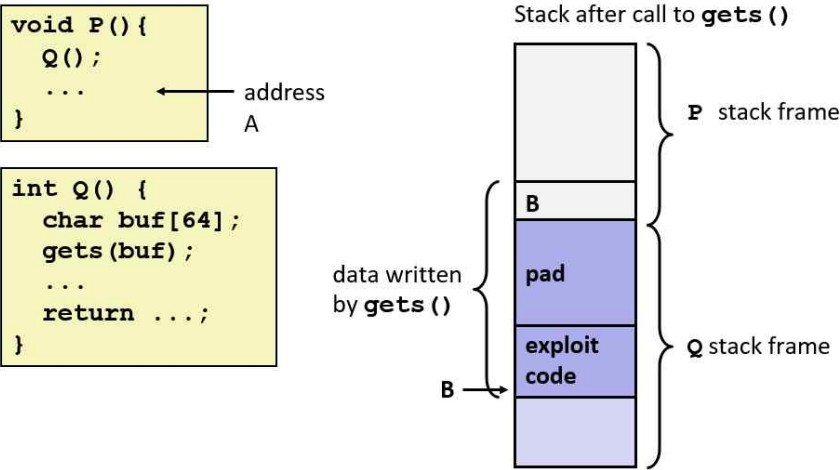 void P(){
Q();
...
}
address
A
int Q() {
char buf[64];
gets(buf);
...
return ...;
}
Stack after call to gets()
P stack frame
B
data written
by gets()
pad
exploit
code
B
Q stack frame